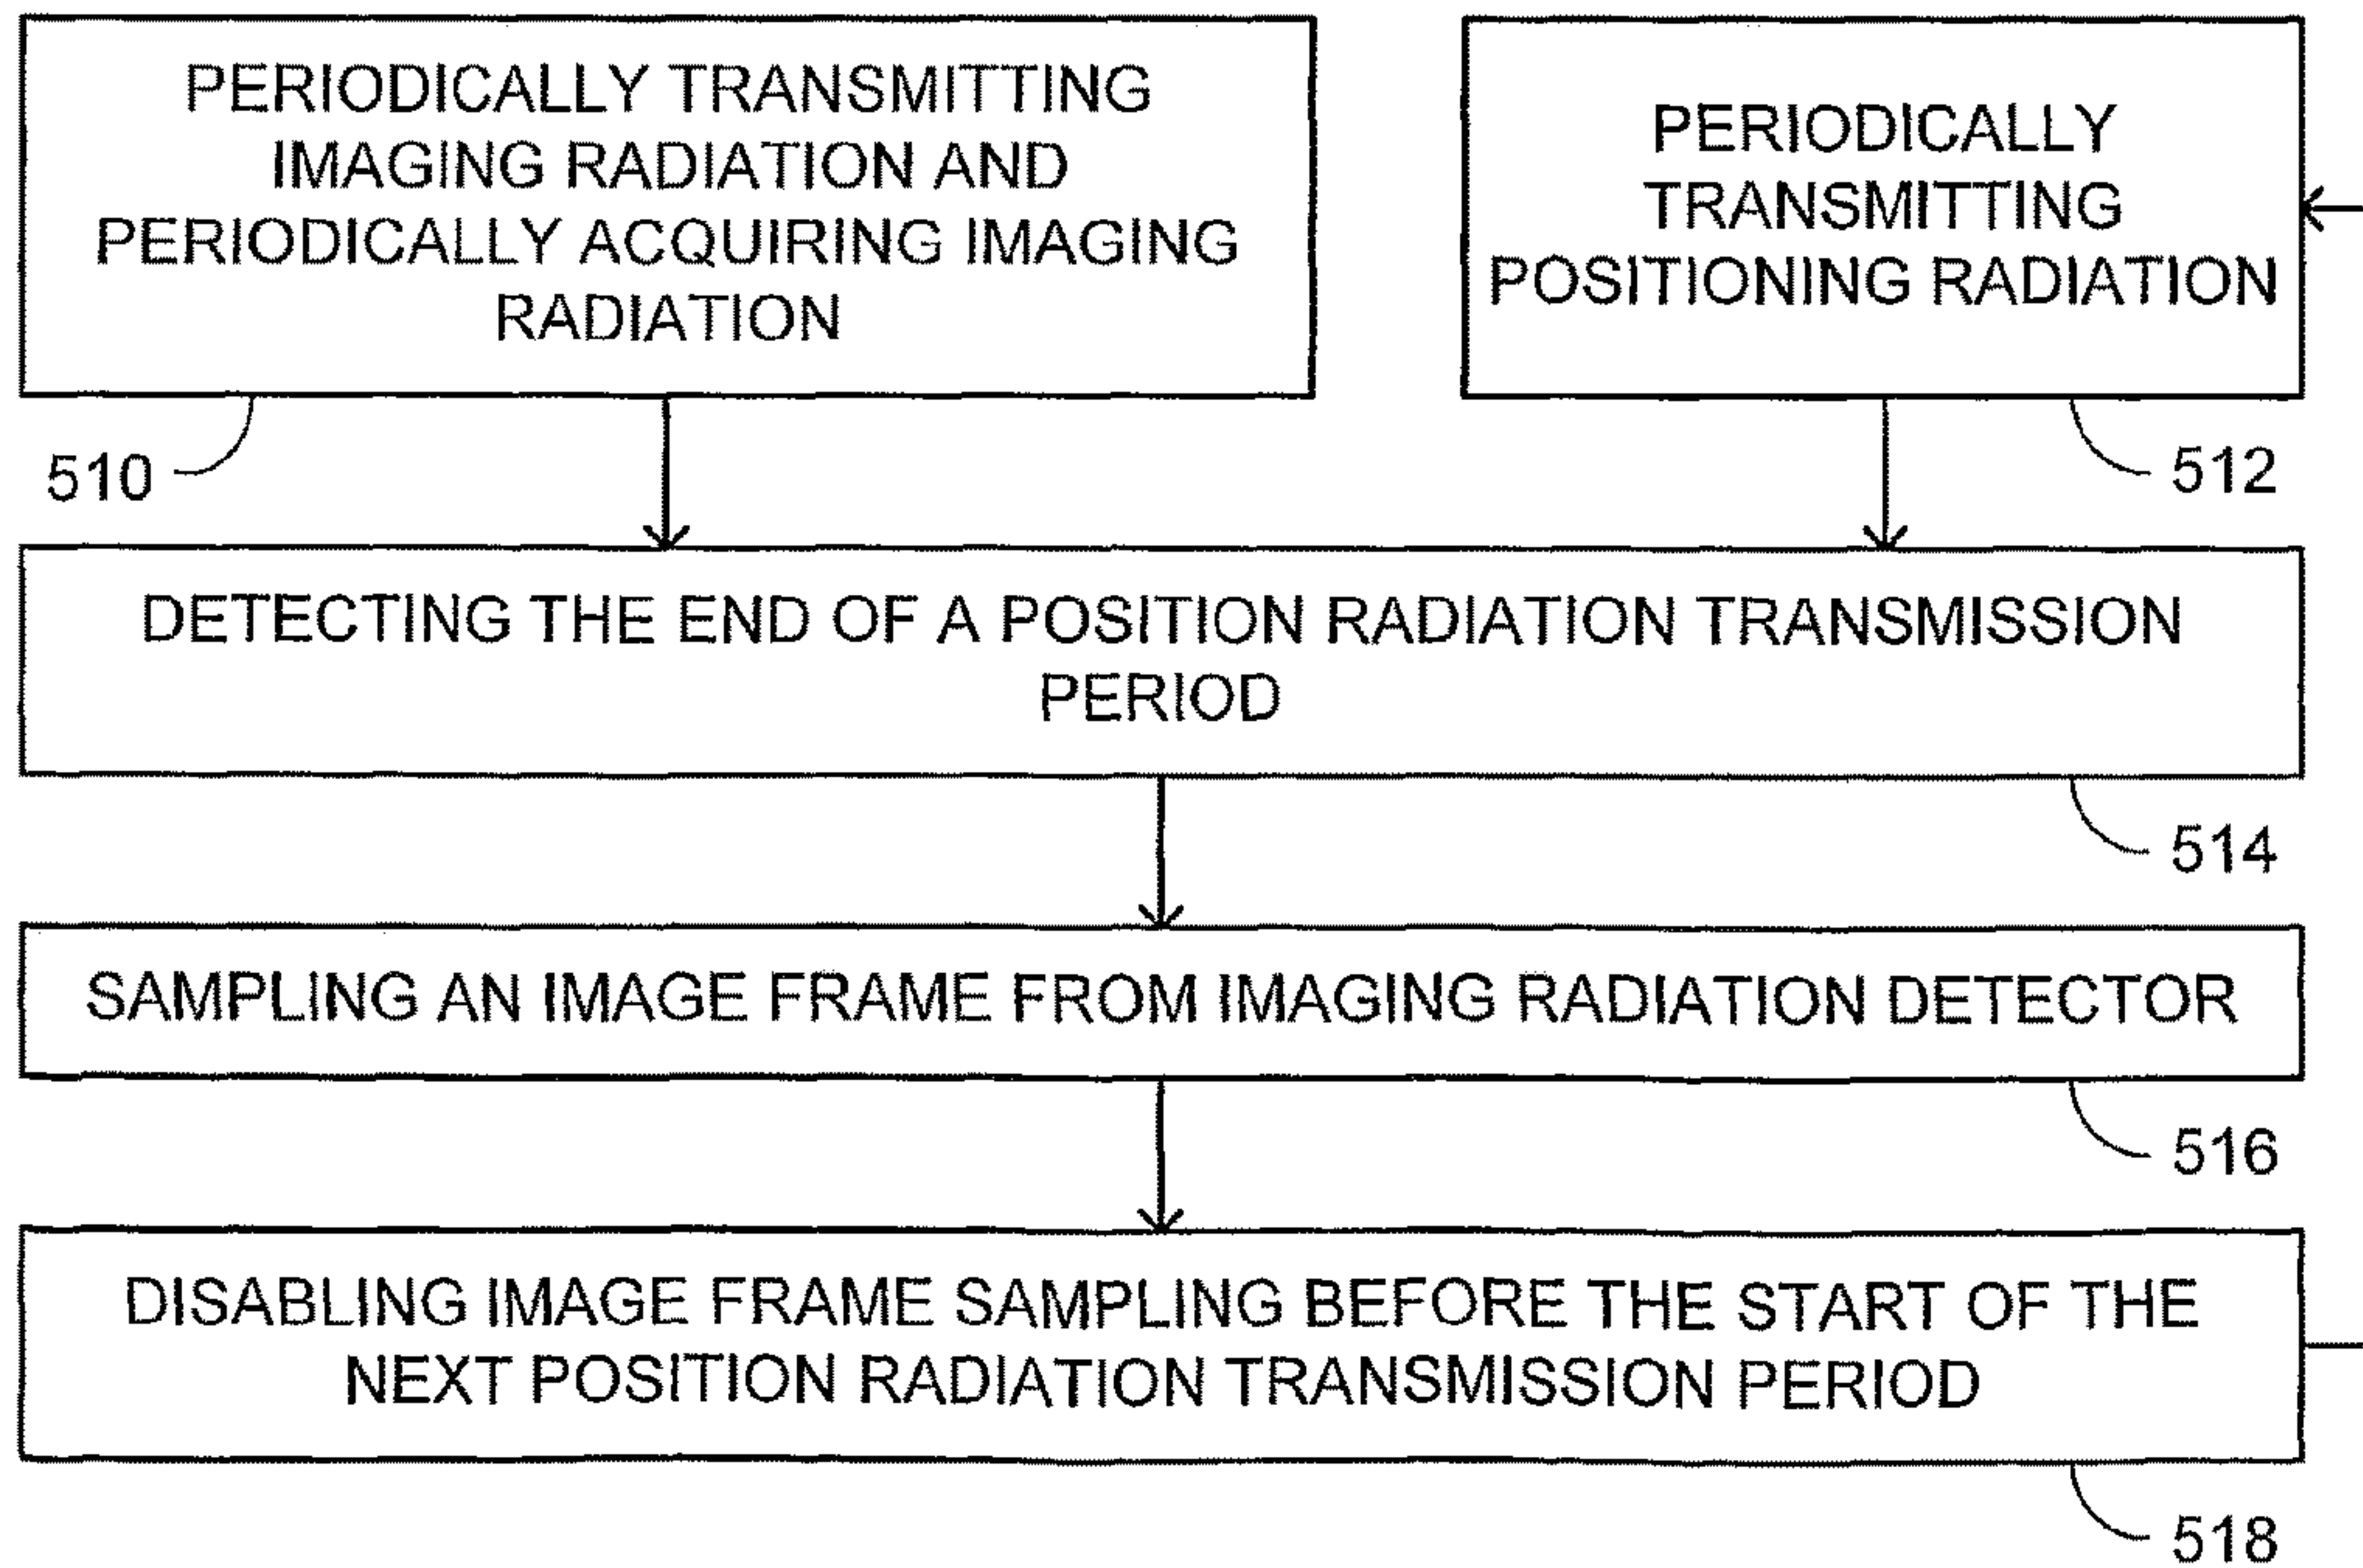 PERIODICALLY TRANSMITTING
IMAGING RADIATION AND
PERIODICALLY ACQUIRING IMAGING
RADIATION
510
PERIODICALLY
TRANSMITTING
POSITIONING RADIATION
512
DETECTING THE END OF A POSITION RADIATION TRANSMISSION
PERIOD
514
SAMPLING AN IMAGE FRAME FROM IMAGING RADIATION DETECTOR
516
DISABLING IMAGE FRAME SAMPLING BEFORE THE START OF THE
NEXT POSITION RADIATION TRANSMISSION PERIOD
518